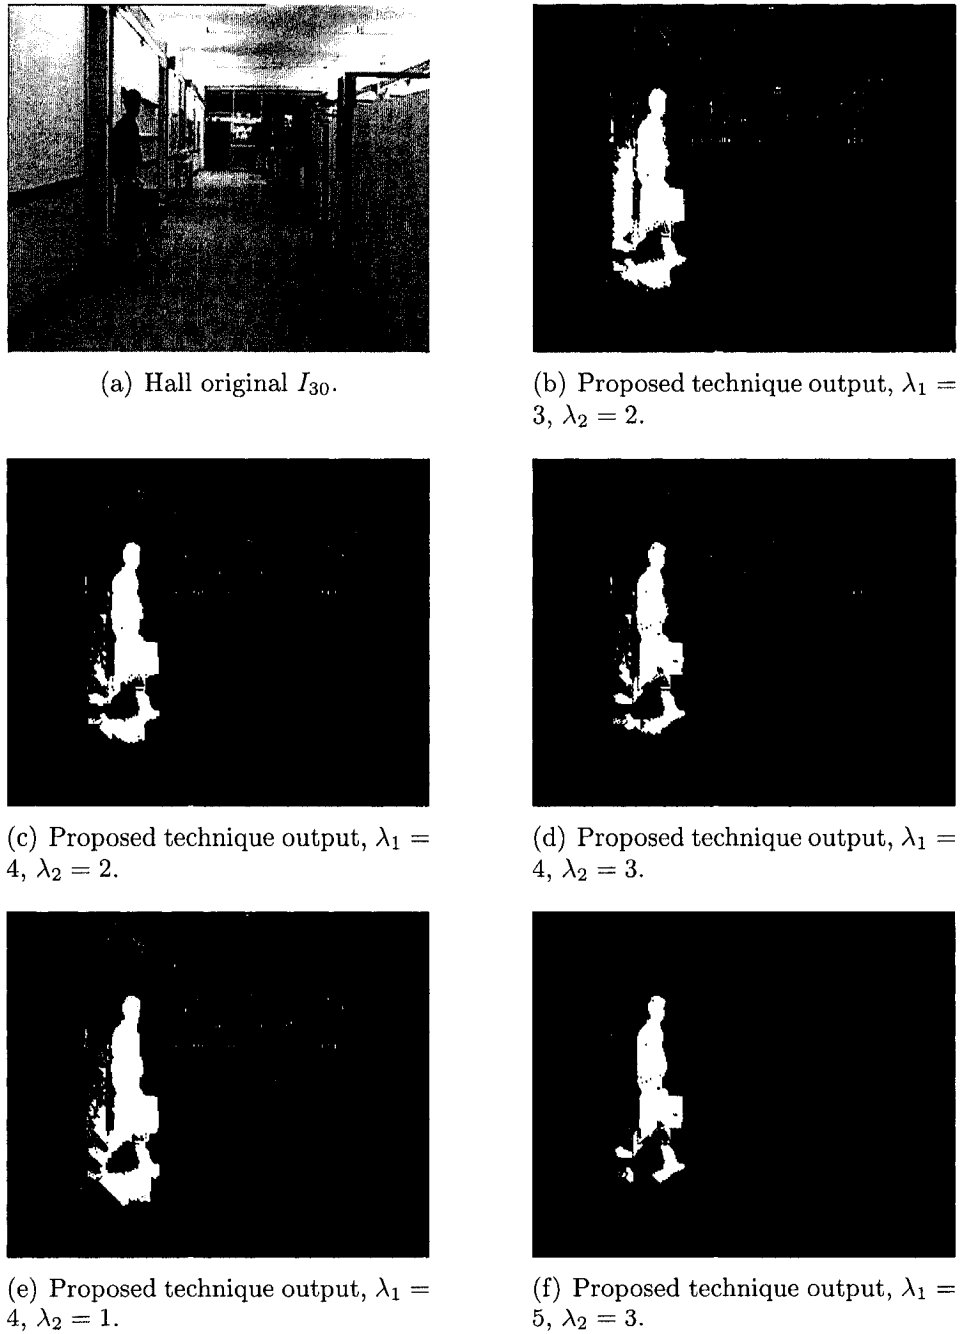 (a) Hall original I₃₀.
(b) Proposed technique output, λ₁ =
3, λ₂ = 2.
(c) Proposed technique output, λ₁ =
4, λ₂ = 2.
(d) Proposed technique output, λ₁ =
4, λ₂ = 3.
(e) Proposed technique output, λ₁ =
4, λ₂ = 1.
(f) Proposed technique output, λ₁ =
5, λ₂ = 3.